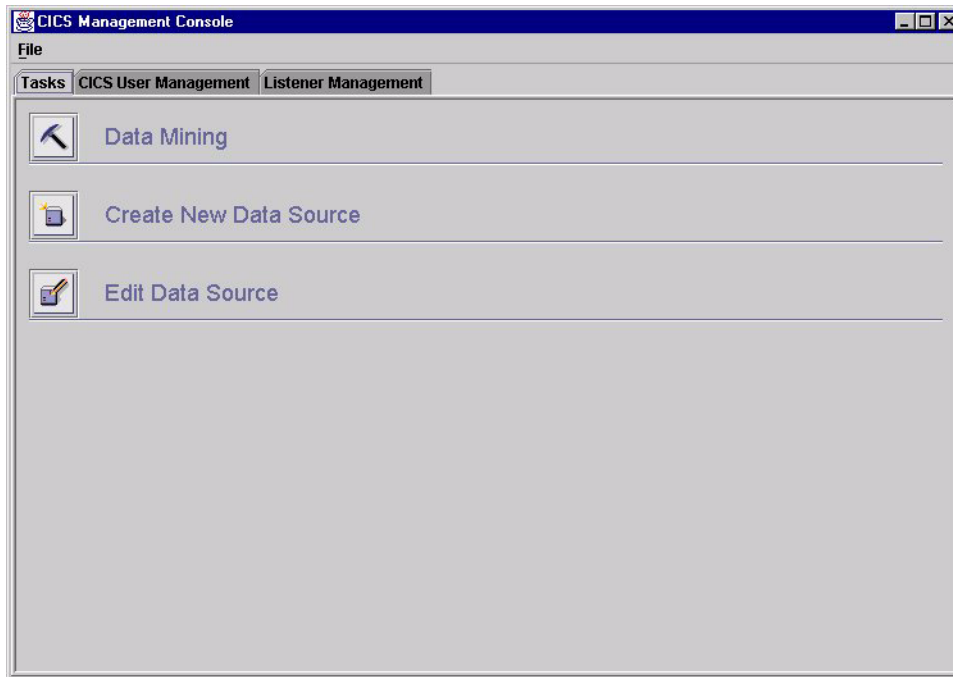 CICS Management Console
File
Tasks CICS User Management Listener Management
Data Mining
Create New Data Source
Edit Data Source